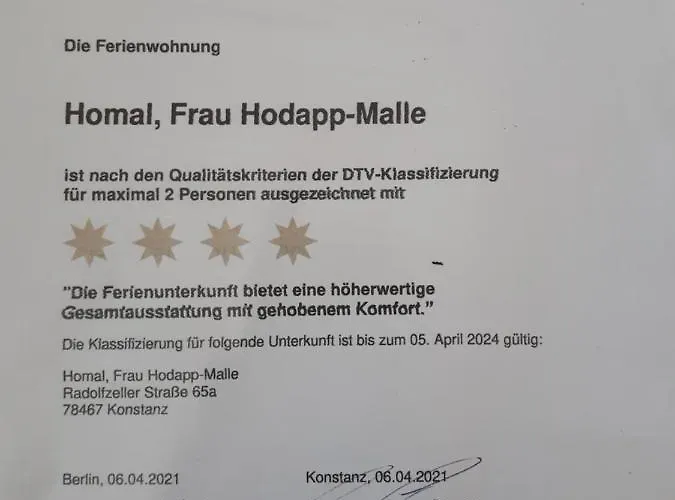 Die Ferienwohnung
Homal, Frau Hodapp-Malle
ist nach den Qualitätskriterien der DTV-Klassifizierung
für maximal 2 Personen ausgezeichnet mit
"Die Ferienunterkunft bietet eine höherwertige
Gesamtausstattung mit gehobenem Komfort."
Die Klassifizierung für folgende Unterkunft ist bis zum 05. April 2024 gültig:
Homal, Frau Hodapp-Malle
Radolfzeller Straße 65a
78467 Konstanz
Berlin, 06.04.2021
Konstanz, 06.04.2021